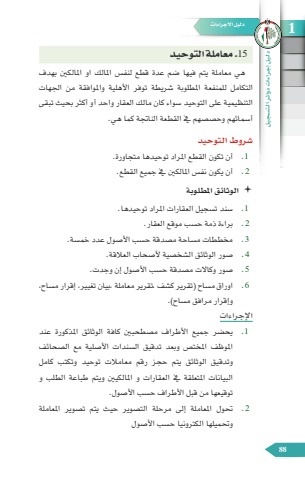 دليل الاجراءات
1
دليل إجراءات دوائر التسجيل
15. معاملة التوحيد
هي معاملة يتم فيها ضم عدة قطع لنفس المالك او المالكين بهدف
التكامل للمنفعة المطلوبة شريطة توفر الأهلية والموافقة من الجهات
التنظيمية على التوحيد سواء كان مالك العقار واحد أو أكثر بحيث تبقى
أسمائهم وحصصهم في القطعة الناتجة كما هي.
شروط التوحيد
1. أن تكون القطع المراد توحيدها متجاورة.
2. أن يكون نفس المالكين في جميع القطع.
+ الوثائق المطلوبة
1. سند تسجيل العقارات المراد توحيدها.
2. براءة ذمة حسب موقع العقار.
3. مخططات مساحة مصدقة حسب الأصول عدد خمسة.
4. صور الوثائق الشخصية لأصحاب العلاقة.
5. صور وكالات مصدقة حسب الأصول إن وجدت.
6. اوراق مساح (تقرير كشف ،تقرير معاملة ،بيان تغيير، إقرار مساح،
وإقرار مرافق مساح).
الإجراءات
1. يحضر جميع الأطراف مصطحبين كافة الوثائق المذكورة عند
الموظف المختص وبعد تدقيق السندات الأصلية مع الصحائف
وتدقيق الوثائق يتم حجز رقم معاملات توحيد وتكتب كامل
البيانات المتعلقة في العقارات و المالكيين ويتم طباعة الطلب و
توقيعها من قبل الأطراف حسب الأصول.
2. تحول المعاملة إلى مرحلة التصوير حيث يتم تصوير المعاملة
وتحميلها الكترونيا حسب الأصول
88